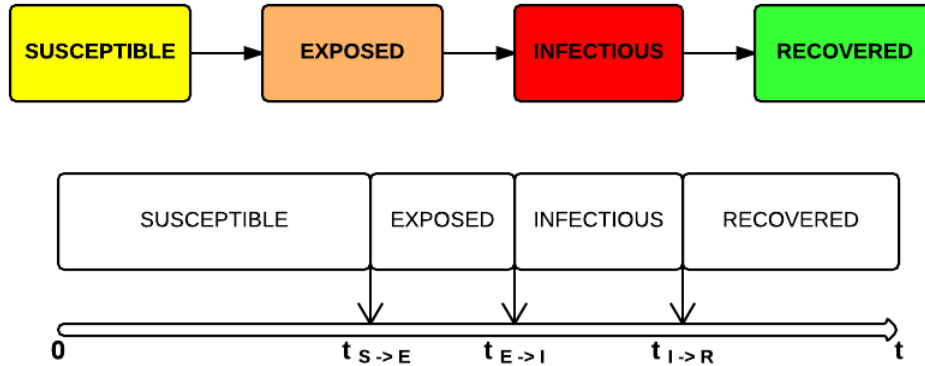 SUSCEPTIBLE EXPOSED INFECTIOUS RECOVERED
SUSCEPTIBLE EXPOSED INFECTIOUS RECOVERED
0 t S -> E t E -> I t I -> R t